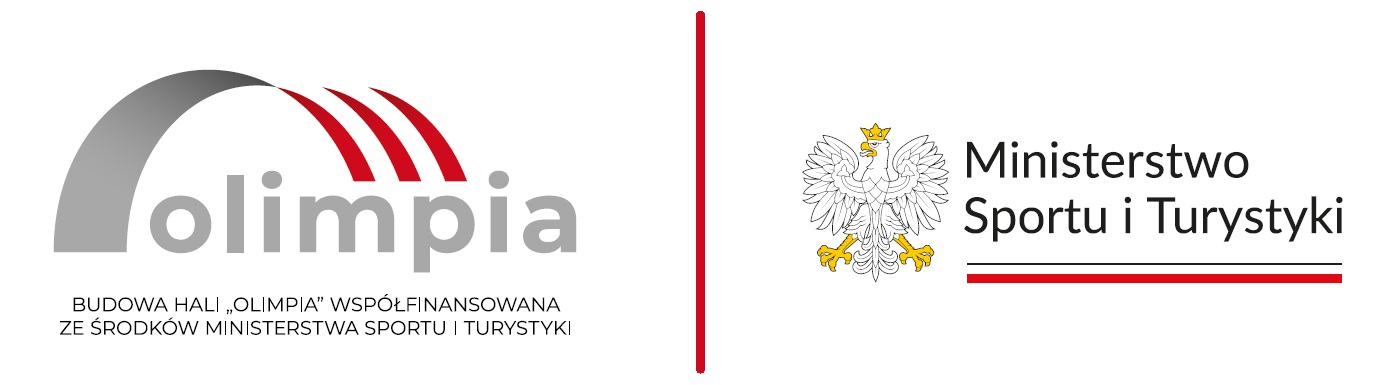 olimpia
BUDOWA HALI „OLIMPIA” WSPÓŁFINANSOWANA
ZE ŚRODKÓW MINISTERSTWA SPORTU I TURYSTYKI
Ministerstwo
Sportu i Turystyki